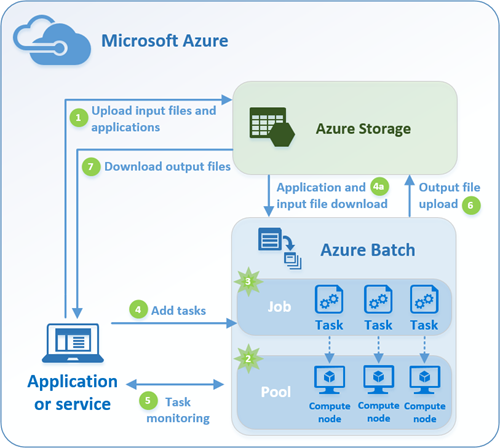 Microsoft Azure
1
Upload input files and
applications
Azure Storage
7
Download output files
Application and
input file download
4a
Output file
upload
6
Azure Batch
3
Job
Task
Task
Task
4
Add tasks
2
Pool
Compute
node
Compute
node
Compute
node
Application
or service
5
Task
monitoring